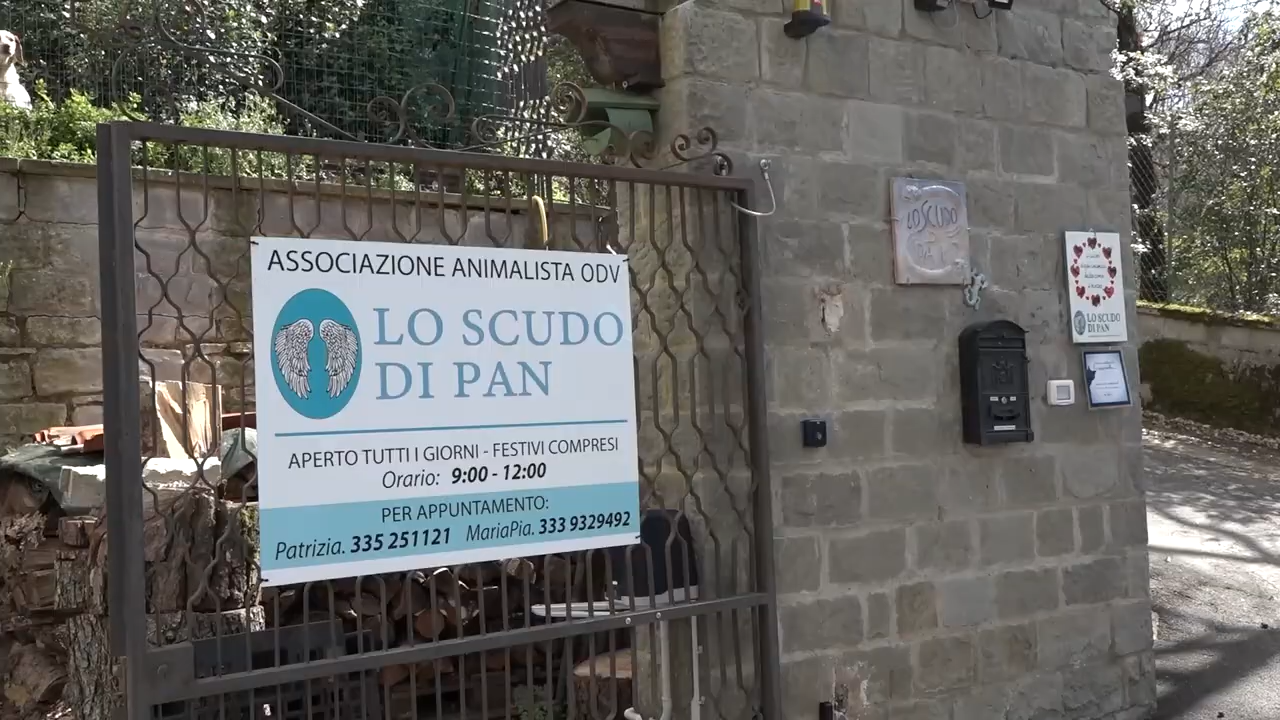 ASSOCIAZIONE ANIMALISTA ODV
LO SCUDO
DI PAN
APERTO TUTTI I GIORNI - FESTIVI COMPRESI
Orario: 9:00 - 12:00
PER APPUNTAMENTO:
Patrizia. 335 251121 MariaPia. 333 9329492
LO SCUDO
DI
PAN
LO SCUDO
DI PAN